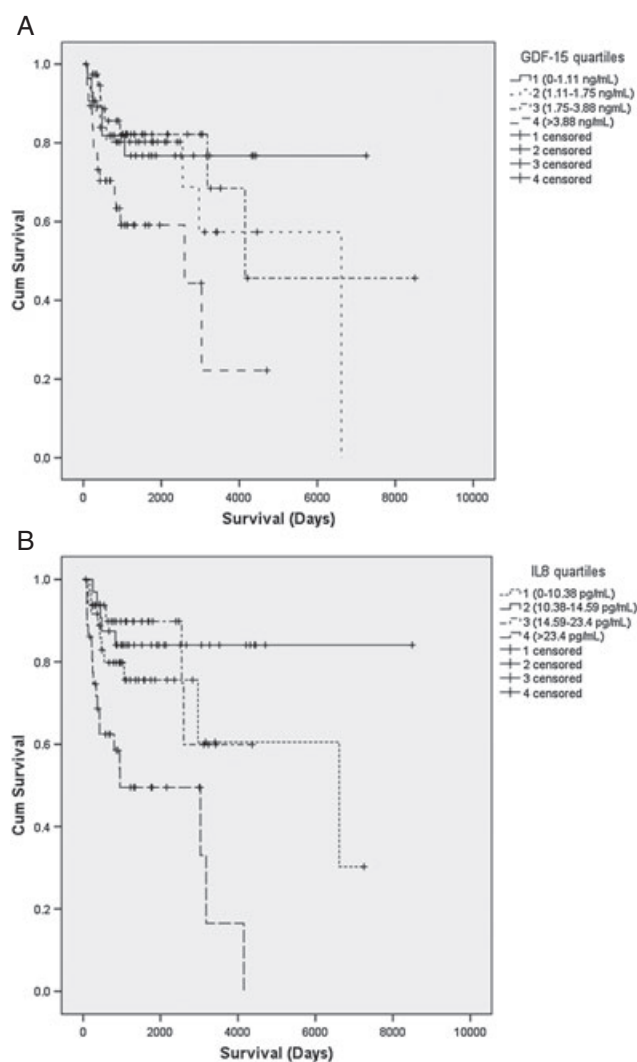 A
GDF-15 quartiles
1 (0-1.11 ng/mL)
2 (1.11-1.75 ng/mL)
3 (1.75-3.88 ngmL)
4 (>3.88 ng/mL)
1 censored
2 censored
3 censored
4 censored
Cum Survival
1.0
0.8
0.6
0.4
0.2
0.0
0 2000 4000 6000 8000 10000
Survival (Days)
B
IL8 quartiles
1 (0-10.38 pg/mL)
2 (10.38-14.59 pg/mL)
3 (14.59-23.4 pg/mL)
4 (>23.4 pg/mL)
1 censored
2 censored
3 censored
4 censored
Cum Survival
1.0
0.8
0.6
0.4
0.2
0.0
0 2000 4000 6000 8000 10000
Survival (Days)